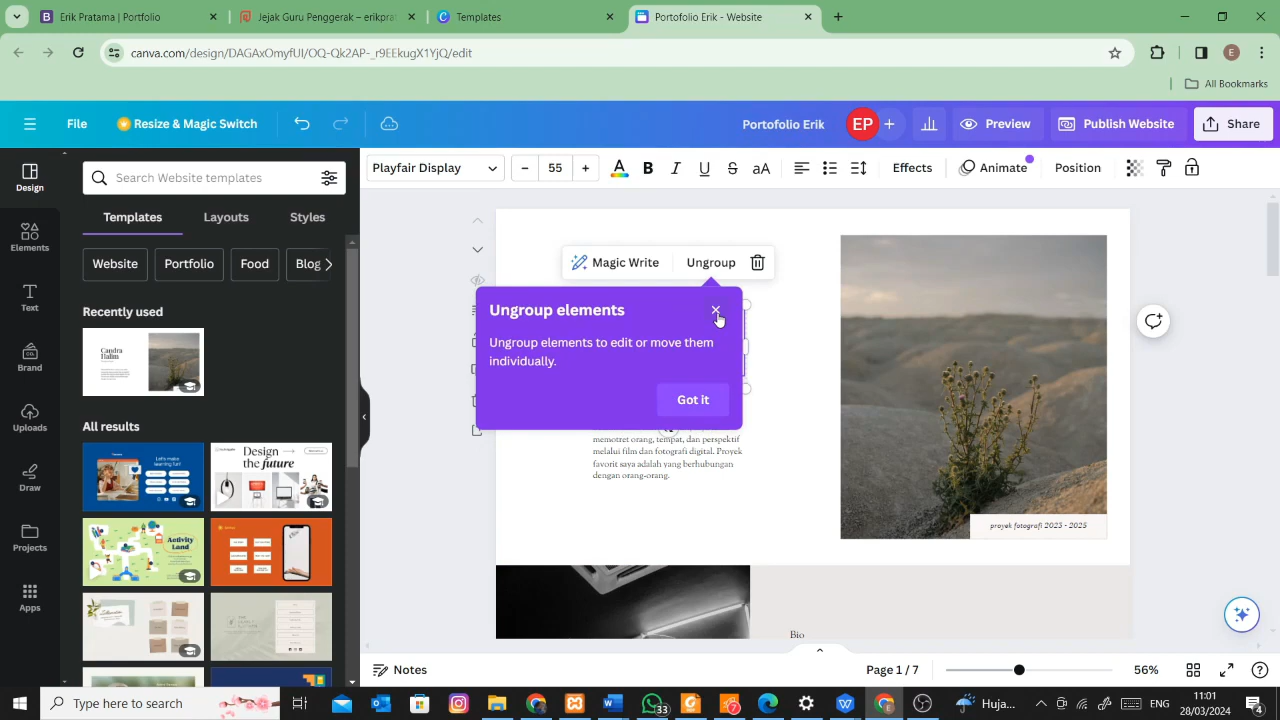 Erik Pratama | Portfolio
Jejak Guru Penggerak – erikprat
Templates
Portofolio Erik - Website
canva.com/design/DAGAxOmyfUI/OQ-Qk2AP-_r9EEkugX1YjQ/edit
E
All Bookmarks
File
Resize & Magic Switch
Portofolio Erik
EP
Preview
Publish Website
Share
Playfair Display
55
A
B
I
U
S
aA
Effects
Animate
Position
Design
Elements
Text
Brand
Uploads
Draw
Projects
Apps
Search Website templates
Templates
Layouts
Styles
Website
Portfolio
Food
Blog
Recently used
Candra
Halim
All results
Let's make
learning fun!
Design
the future
Activity
Land
Magic Write
Ungroup
Ungroup elements
Ungroup elements to edit or move them
individually.
Got it
memotret orang, tempat, dan perspektif
melalui film dan fotografi digital. Proyek
favorit saya adalah yang berhubungan
dengan orang-orang.
proyek fotografi 2023 - 2025
Bio
Notes
Page 1 / 7
56%
Type here to search
33
7
Huja...
ENG
11:01
28/03/2024
4